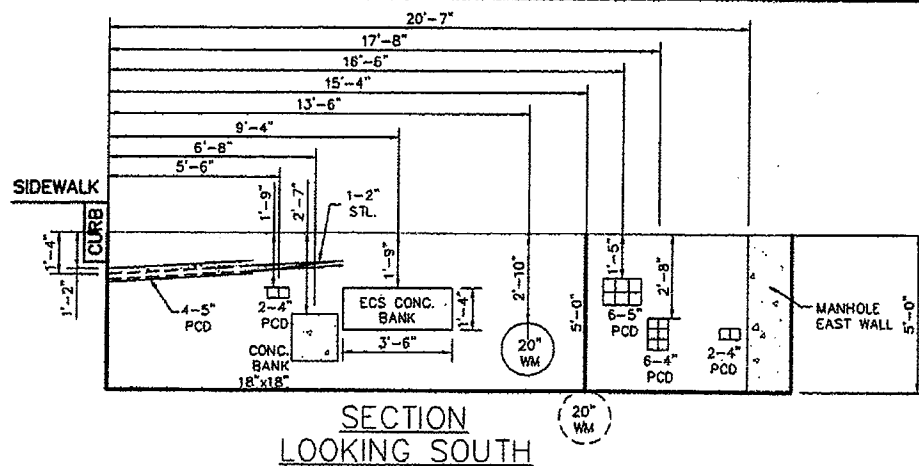 20'-7"
17'-8"
16'-6"
15'-4"
13'-6"
9'-4"
6'-8"
5'-6"
SIDEWALK
CURB
1'-4"
1'-2"
1'-9"
2'-7"
1-2"
STL.
4-5"
PCD
2-4"
PCD
CONC.
BANK
18"x18"
1'-9"
ECS CONC.
BANK
1'-4"
3'-6"
2'-10"
20"
WM
5'-0"
20"
WM
1'-5"
6-5"
PCD
2'-8"
6-4"
PCD
2-4"
PCD
MANHOLE
EAST WALL
5'-0"
SECTION
LOOKING SOUTH